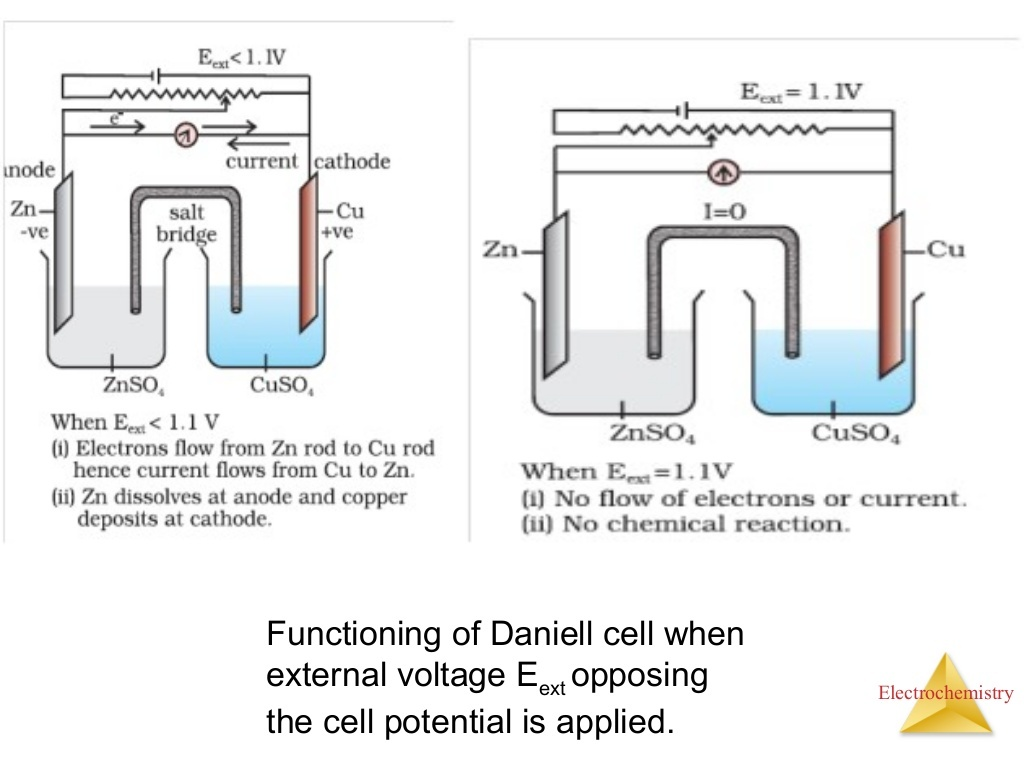 Eext < 1.1V
e-
current
cathode
anode
Zn
-ve
salt
bridge
Cu
+ve
ZnSO4
CuSO4
When Eext < 1.1 V
(i) Electrons flow from Zn rod to Cu rod
hence current flows from Cu to Zn.
(ii) Zn dissolves at anode and copper
deposits at cathode.
Eext = 1.1V
I=0
Zn
Cu
ZnSO4
CuSO4
When Eext =1.1V
(i) No flow of electrons or current.
(ii) No chemical reaction.
Functioning of Daniell cell when
external voltage Eext opposing
the cell potential is applied.
Electrochemistry